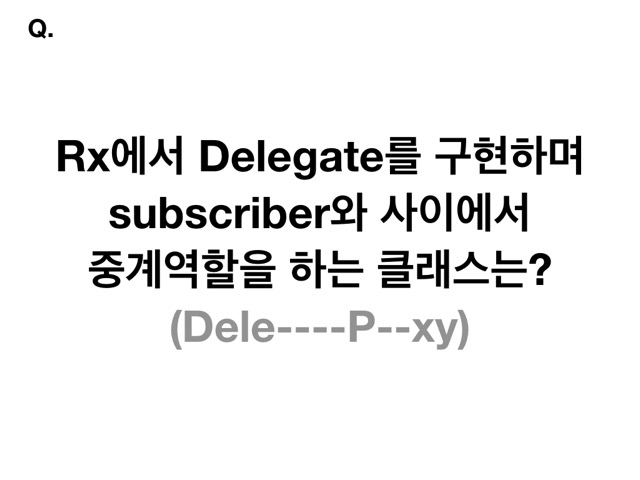 Q.
Rx에서 Delegate를 구현하며
subscriber와 사이에서
중계역할을 하는 클래스는?
(Dele----P--xy)